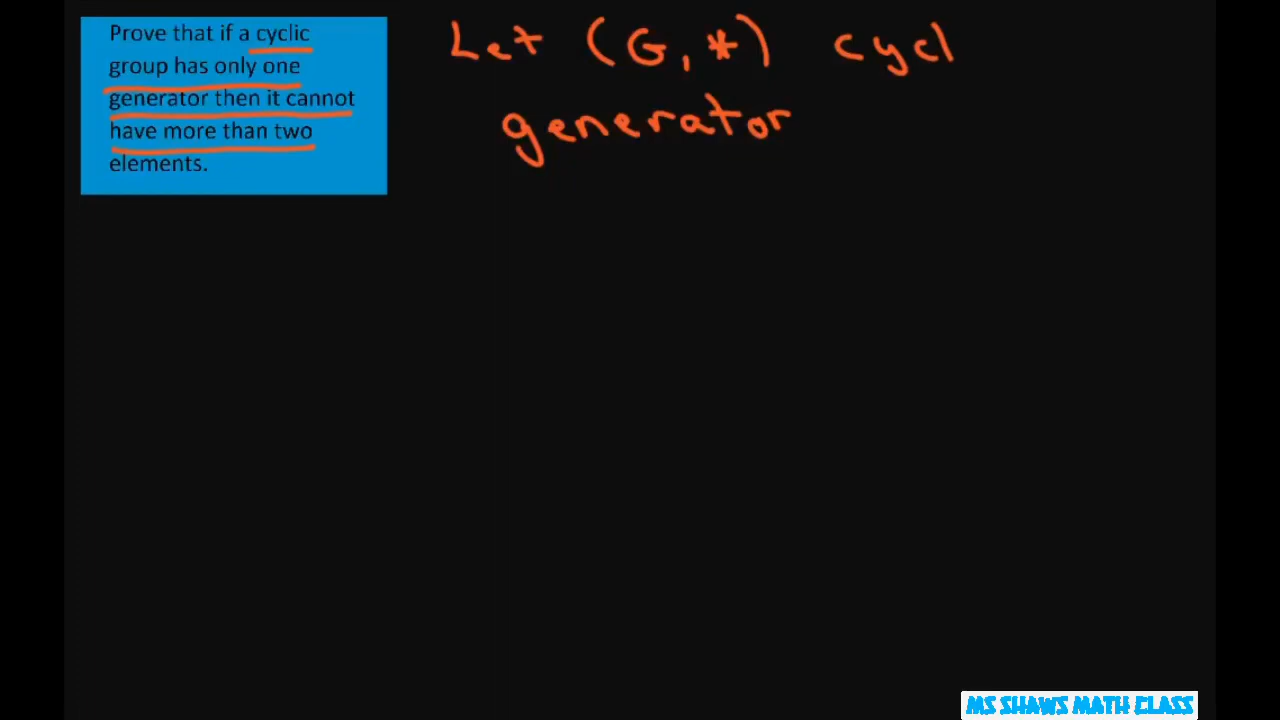 Prove that if a cyclic
group has only one
generator then it cannot
have more than two
elements.
Let (G, *) cycl
generator
MS SHAWS MATH CLASS